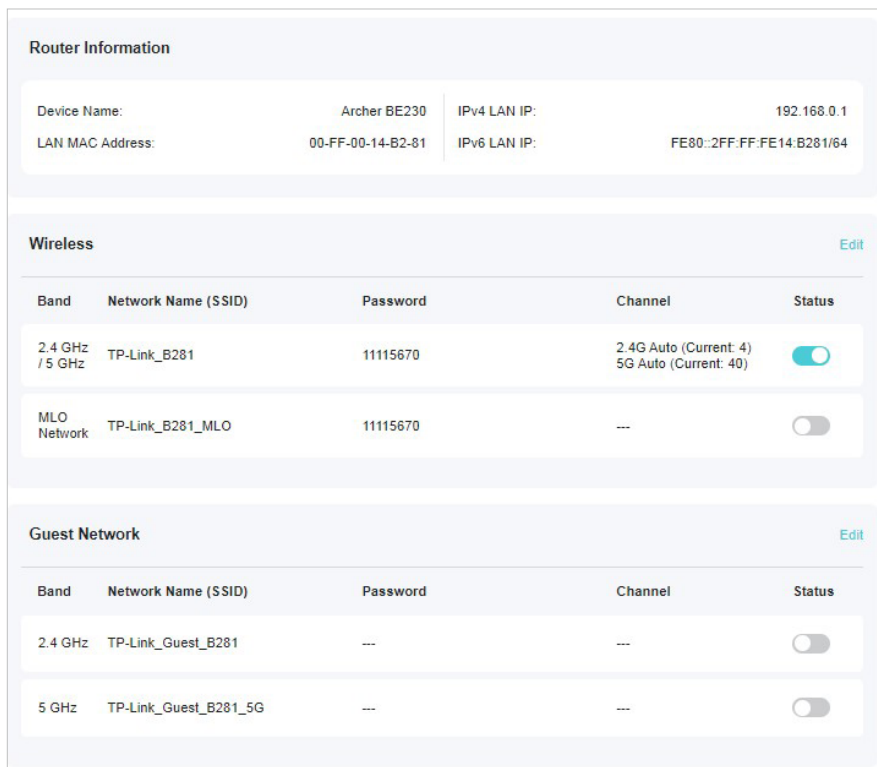 Router Information
Device Name: Archer BE230 IPv4 LAN IP: 192.168.0.1
LAN MAC Address: 00-FF-00-14-B2-81 IPv6 LAN IP: FE80::2FF:FF:FE14:B281/64
Wireless Edit
Band Network Name (SSID) Password Channel Status
2.4 GHz / 5 GHz TP-Link_B281 11115670 2.4G Auto (Current: 4) 5G Auto (Current: 40)
MLO Network TP-Link_B281_MLO 11115670 ---
Guest Network Edit
Band Network Name (SSID) Password Channel Status
2.4 GHz TP-Link_Guest_B281 --- ---
5 GHz TP-Link_Guest_B281_5G --- ---